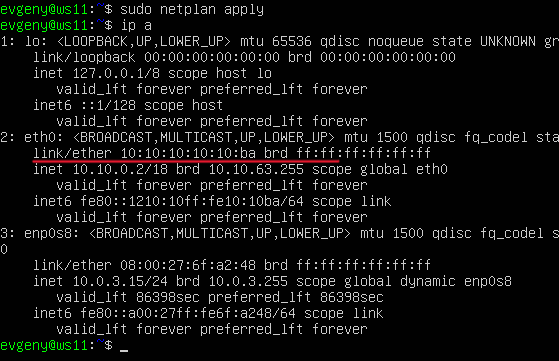 evgeny@ws11:~$ sudo netplan apply
evgeny@ws11:~$ ip a
1: lo: <LOOPBACK,UP,LOWER_UP> mtu 65536 qdisc noqueue state UNKNOWN gr
link/loopback 00:00:00:00:00:00 brd 00:00:00:00:00:00
inet 127.0.0.1/8 scope host lo
valid_lft forever preferred_lft forever
inet6 ::1/128 scope host
valid_lft forever preferred_lft forever
2: eth0: <BROADCAST,MULTICAST,UP,LOWER_UP> mtu 1500 qdisc fq_codel sta
link/ether 10:10:10:10:10:ba brd ff:ff:ff:ff:ff:ff
inet 10.10.0.2/18 brd 10.10.63.255 scope global eth0
valid_lft forever preferred_lft forever
inet6 fe80::1210:10ff:fe10:10ba/64 scope link
valid_lft forever preferred_lft forever
3: enp0s8: <BROADCAST,MULTICAST,UP,LOWER_UP> mtu 1500 qdisc fq_codel s
0
link/ether 08:00:27:6f:a2:48 brd ff:ff:ff:ff:ff:ff
inet 10.0.3.15/24 brd 10.0.3.255 scope global dynamic enp0s8
valid_lft 86398sec preferred_lft 86398sec
inet6 fe80::a00:27ff:fe6f:a248/64 scope link
valid_lft forever preferred_lft forever
evgeny@ws11:~$ _